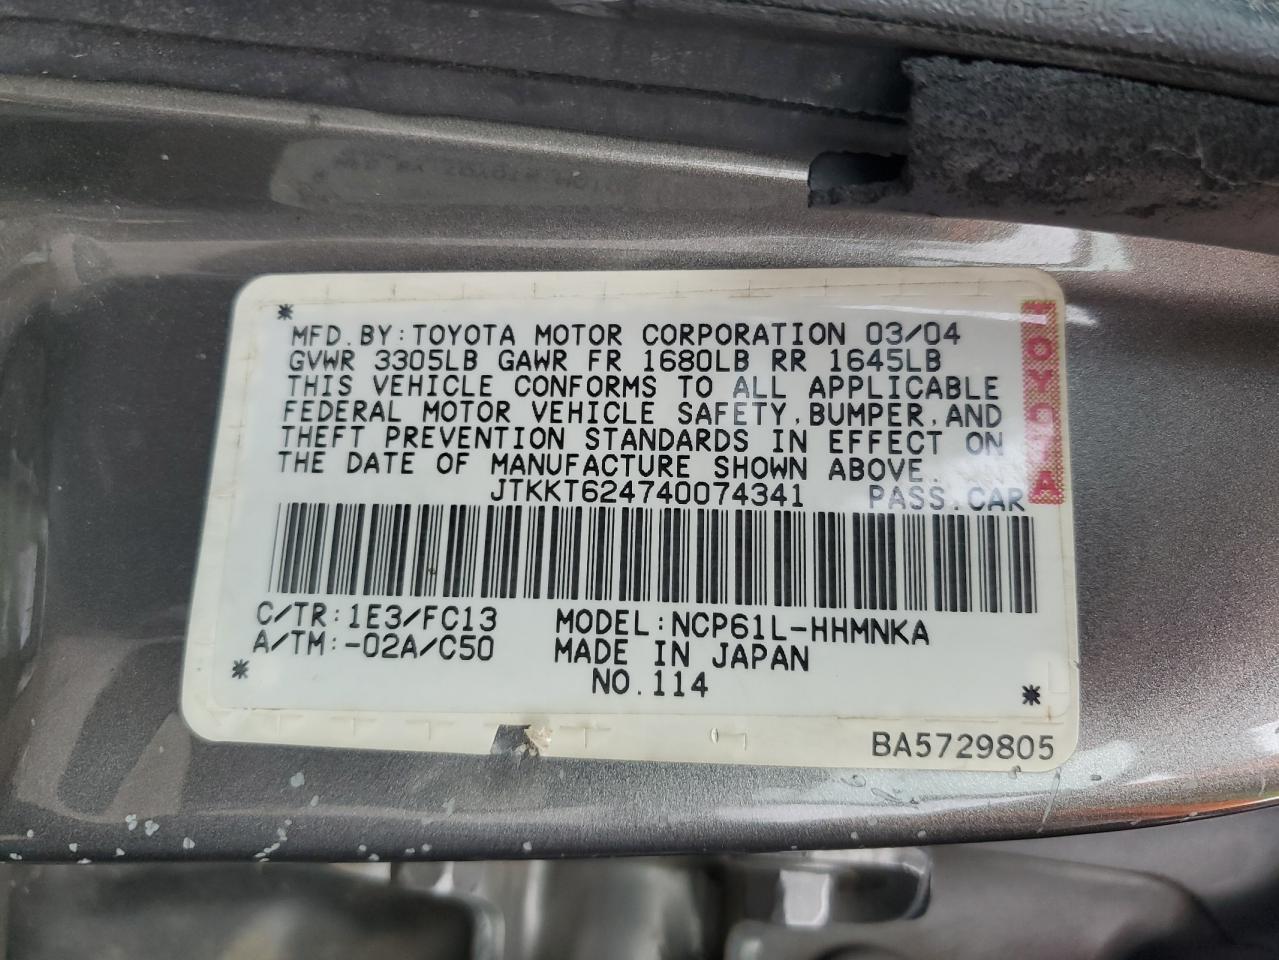 MFD. BY: TOYOTA MOTOR CORPORATION 03/04
GVWR 3305LB GAWR FR 1680LB RR 1645LB
THIS VEHICLE CONFORMS TO ALL APPLICABLE
FEDERAL MOTOR VEHICLE SAFETY, BUMPER, AND
THEFT PREVENTION STANDARDS IN EFFECT ON
THE DATE OF MANUFACTURE SHOWN ABOVE.
JTKKT624740074341 PASS. CAR
TOYOTA
C/TR: 1E3/FC13 MODEL: NCP61L-HHMNKA
A/TM: -02A/C50 MADE IN JAPAN
NO. 114
BA5729805